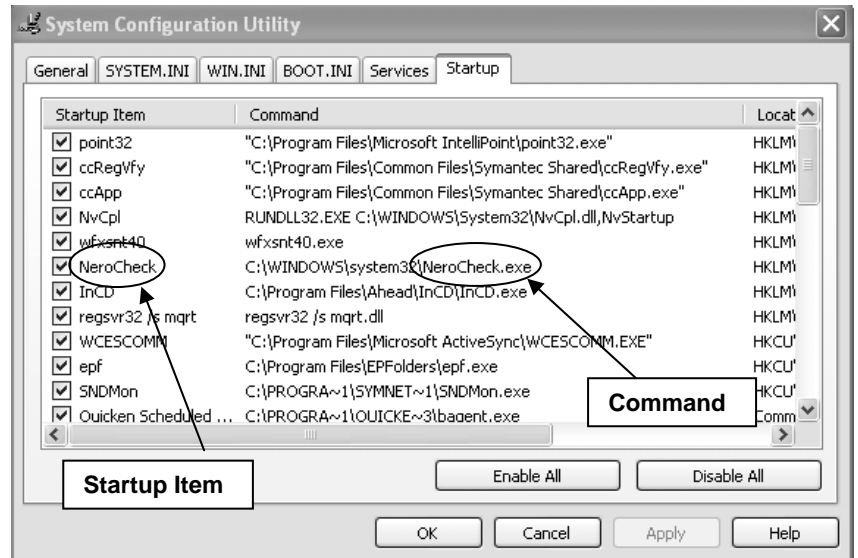 System Configuration Utility
General SYSTEM.INI WIN.INI BOOT.INI Services Startup
Startup Item Command Locat
point32 "C:\Program Files\Microsoft IntelliPoint\point32.exe" HKLM\
ccRegVfy "C:\Program Files\Common Files\Symantec Shared\ccRegVfy.exe" HKLM\
ccApp "C:\Program Files\Common Files\Symantec Shared\ccApp.exe" HKLM\
NvCpl RUNDLL32.EXE C:\WINDOWS\System32\NvCpl.dll,NvStartup HKLM\
wfxsnt40 wfxsnt40.exe HKLM\
NeroCheck C:\WINDOWS\system32\NeroCheck.exe HKLM\
InCD C:\Program Files\Ahead\InCD\InCD.exe HKLM\
regsvr32 /s mqrt regsvr32 /s mqrt.dll HKLM\
WCESCOMM "C:\Program Files\Microsoft ActiveSync\WCESCOMM.EXE" HKCU\
epf C:\Program Files\EPFolders\epf.exe HKCU\
SNDMon C:\PROGRA~1\SYMNET~1\SNDMon.exe HKCU\
Quicken Scheduled ... C:\PROGRA~1\QUICKE~3\bagent.exe Comm
Command
Startup Item
Enable All Disable All
OK Cancel Apply Help